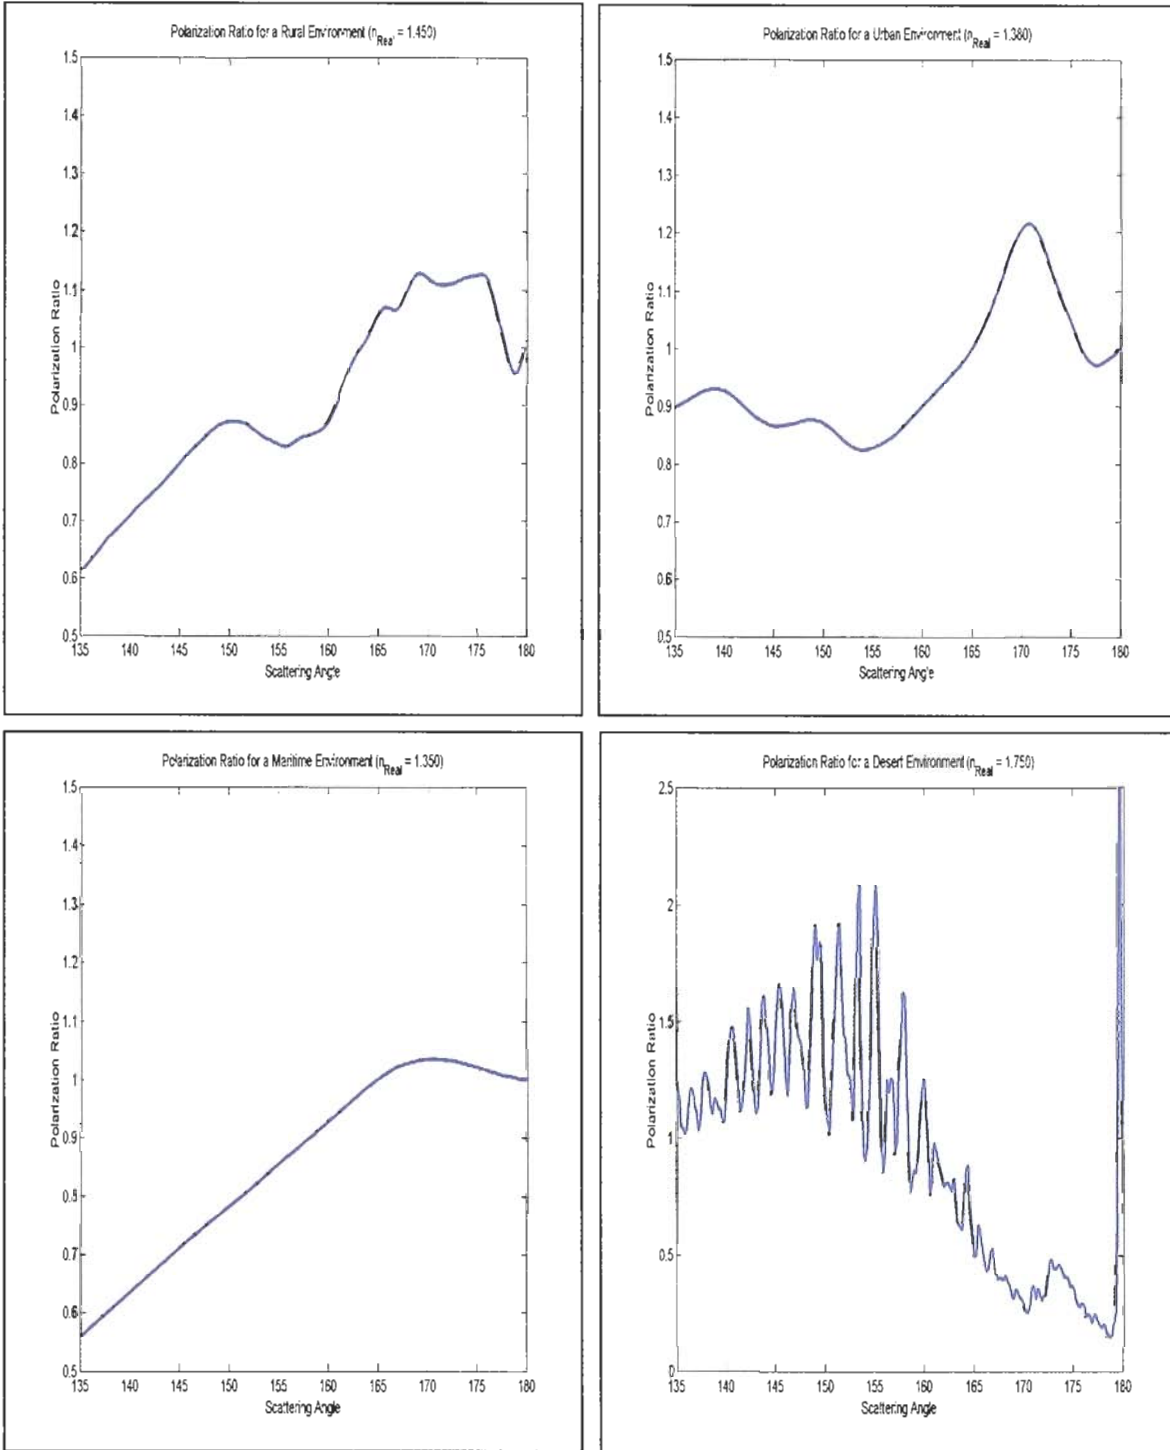 Polarization Ratio for a Rural Environment (n_Real = 1.450)
1.5
1.4
1.3
1.2
1.1
1
0.9
0.8
0.7
0.6
0.5
Polarization Ratio
135 140 145 150 155 160 165 170 175 180
Scattering Angle
Polarization Ratio for a Urban Environment (n_Real = 1.380)
1.5
1.4
1.3
1.2
1.1
1
0.9
0.8
0.7
0.6
0.5
Polarization Ratio
135 140 145 150 155 160 165 170 175 180
Scattering Angle
Polarization Ratio for a Maritime Environment (n_Real = 1.350)
1.5
1.4
1.3
1.2
1.1
1
0.9
0.8
0.7
0.6
0.5
Polarization Ratio
135 140 145 150 155 160 165 170 175 180
Scattering Angle
Polarization Ratio for a Desert Environment (n_Real = 1.750)
2.5
2
1.5
1
0.5
0
Polarization Ratio
135 140 145 150 155 160 165 170 175 180
Scattering Angle